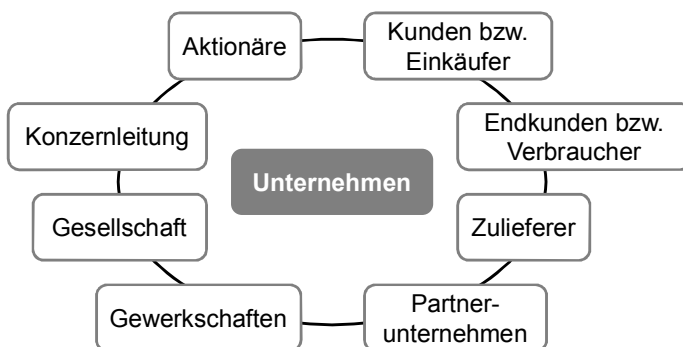 Aktionäre
Kunden bzw.
Einkäufer
Konzernleitung
Endkunden bzw.
Verbraucher
Unternehmen
Gesellschaft
Zulieferer
Gewerkschaften
Partner-
unternehmen